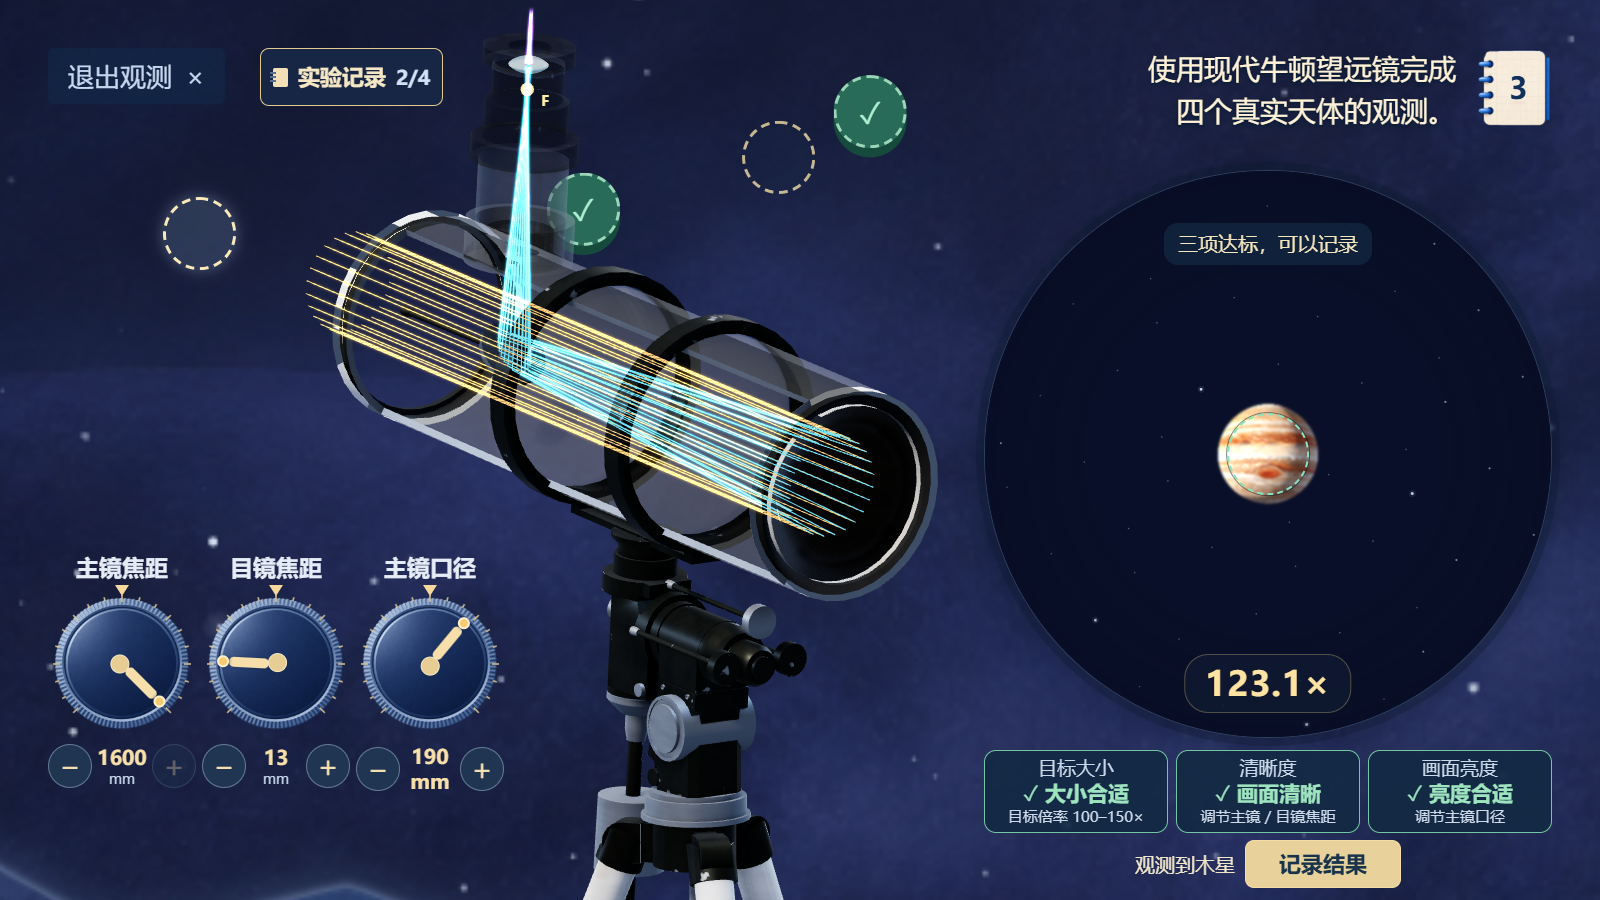 退出观测 ×
实验记录 2/4
使用现代牛顿望远镜完成
四个真实天体的观测。
3
F
三项达标，可以记录
123.1×
主镜焦距
目镜焦距
主镜口径
− 1600 mm +
− 13 mm +
− 190 mm +
目标大小
✓ 大小合适
目标倍率 100–150×
清晰度
✓ 画面清晰
调节主镜 / 目镜焦距
画面亮度
✓ 亮度合适
调节主镜口径
观测到木星
记录结果